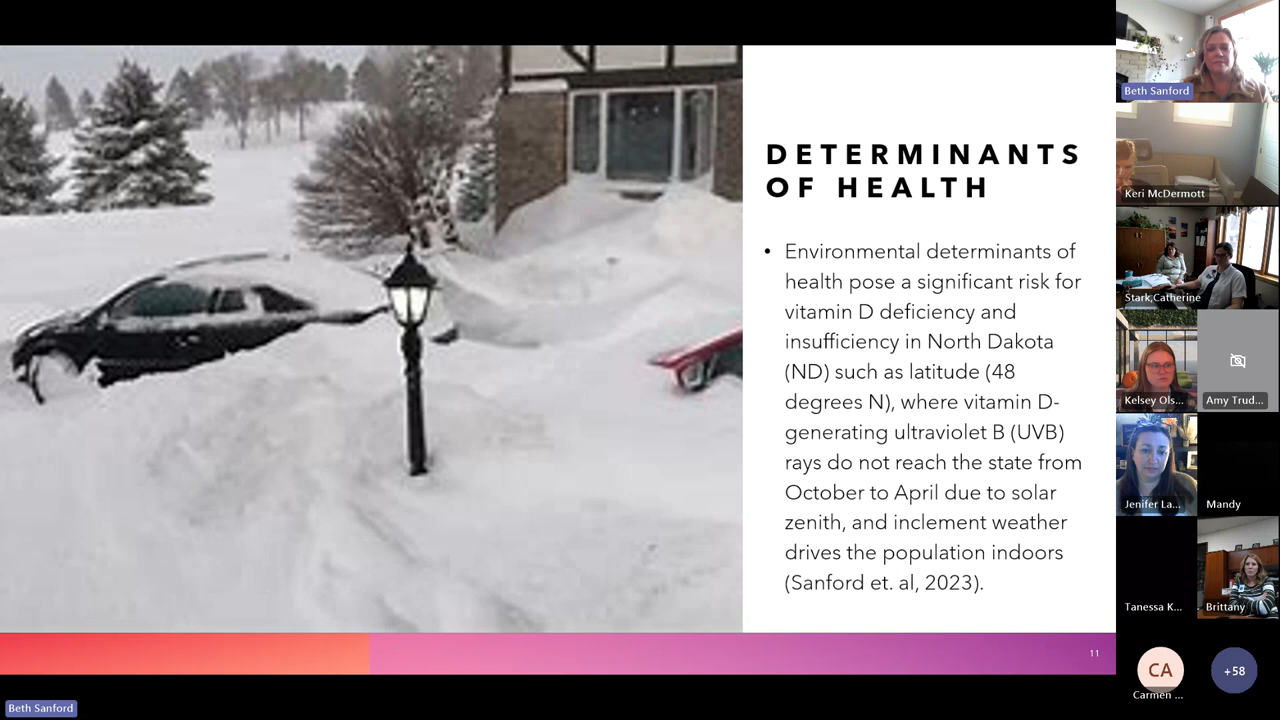 DETERMINANTS
OF HEALTH
• Environmental determinants of
health pose a significant risk for
vitamin D deficiency and
insufficiency in North Dakota
(ND) such as latitude (48
degrees N), where vitamin D-
generating ultraviolet B (UVB)
rays do not reach the state from
October to April due to solar
zenith, and inclement weather
drives the population indoors
(Sanford et. al, 2023).
11
Beth Sanford
Beth Sanford
Keri McDermott
Stark,Catherine
Kelsey Ols...
Amy Trud...
Jenifer La...
Mandy
Tanessa K...
Brittany
CA
Carmen ...
+58